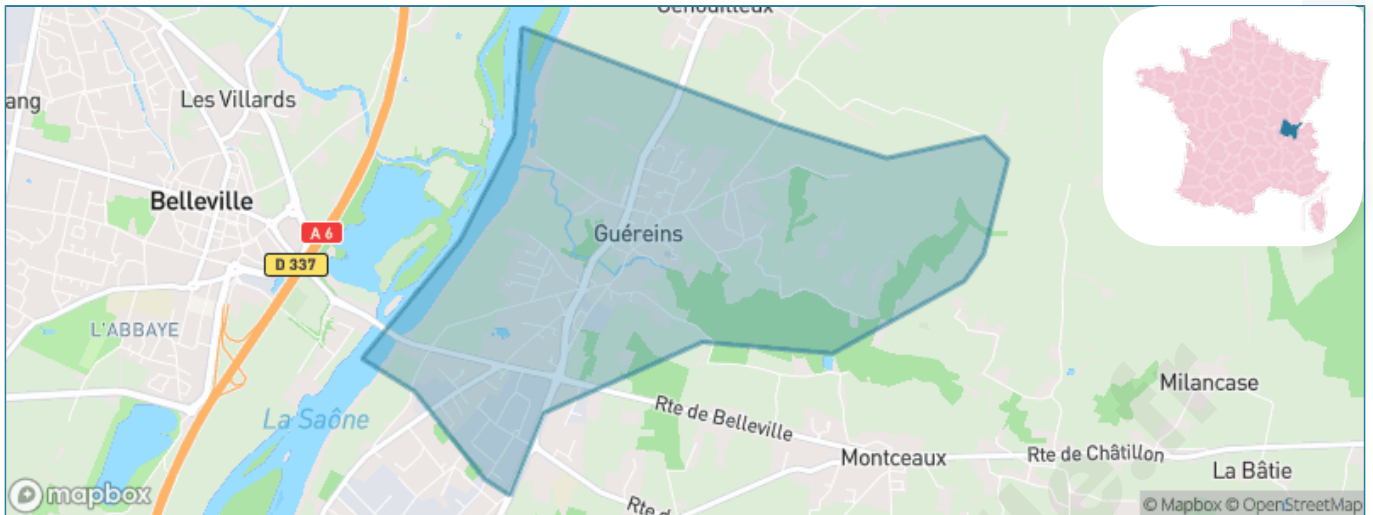 Les Villards
ang
Belleville
A 6
Guéreins
D 337
L'ABBAYE
Milancase
La Saône
Rte de Belleville
Montceaux
Rte de Châtillon
La Bâtie
mapbox
© Mapbox © OpenStreetMap